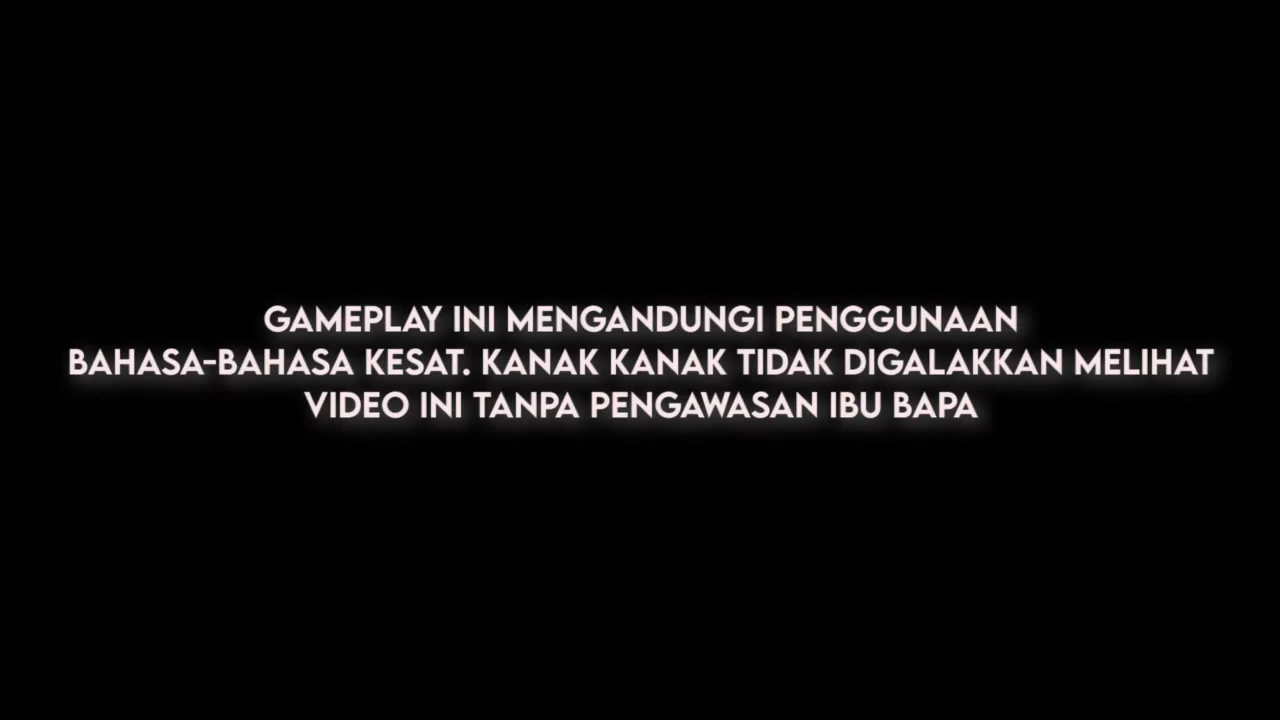 GAMEPLAY INI MENGANDUNGI PENGGUNAAN
BAHASA-BAHASA KESAT. KANAK KANAK TIDAK DIGALAKKAN MELIHAT
VIDEO INI TANPA PENGAWASAN IBU BAPA